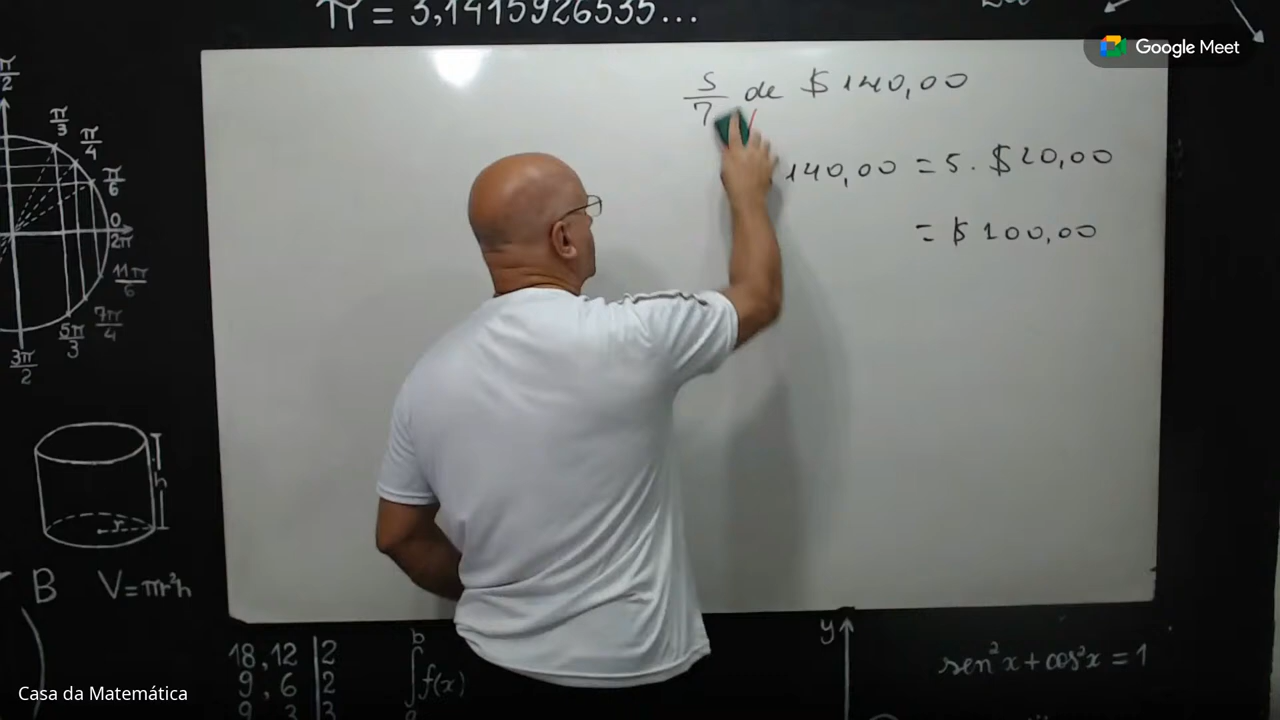 π = 3,1415926535...
Google Meet
5/7 de $ 140,00
140,00 = 5 . $ 20,00
= $ 100,00
π/2
π/3
π/4
π/6
0
2π
11π/6
7π/4
5π/3
3π/2
h
r
B V = πr²h
18, 12 | 2
9, 6 | 2
9, 3 | 3
b
∫ f(x)
y
sen²x + cos²x = 1
Casa da Matemática